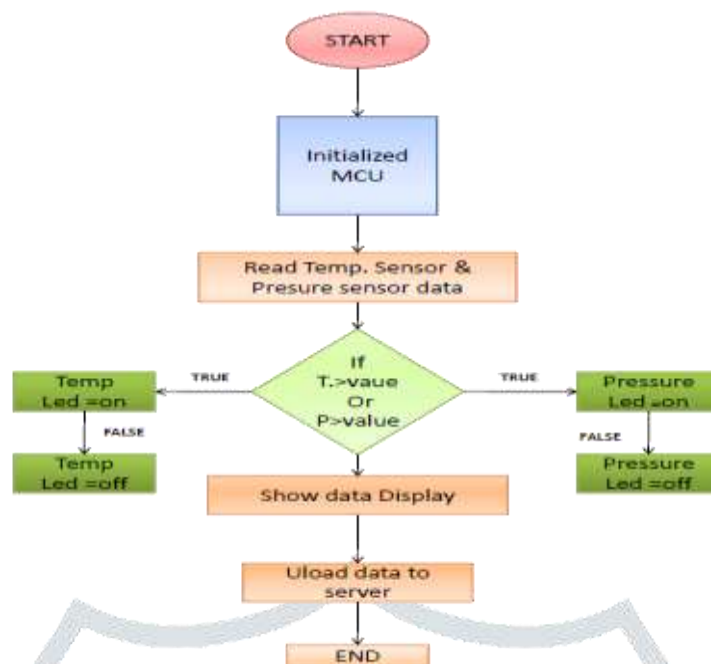 START
Initialized
MCU
Read Temp. Sensor &
Presure sensor data
If
T.>vaue
Or
P>value
TRUE
TRUE
Temp
Led =on
Pressure
Led =on
FALSE
FALSE
Temp
Led =off
Pressure
Led =off
Show data Display
Uload data to
server
END